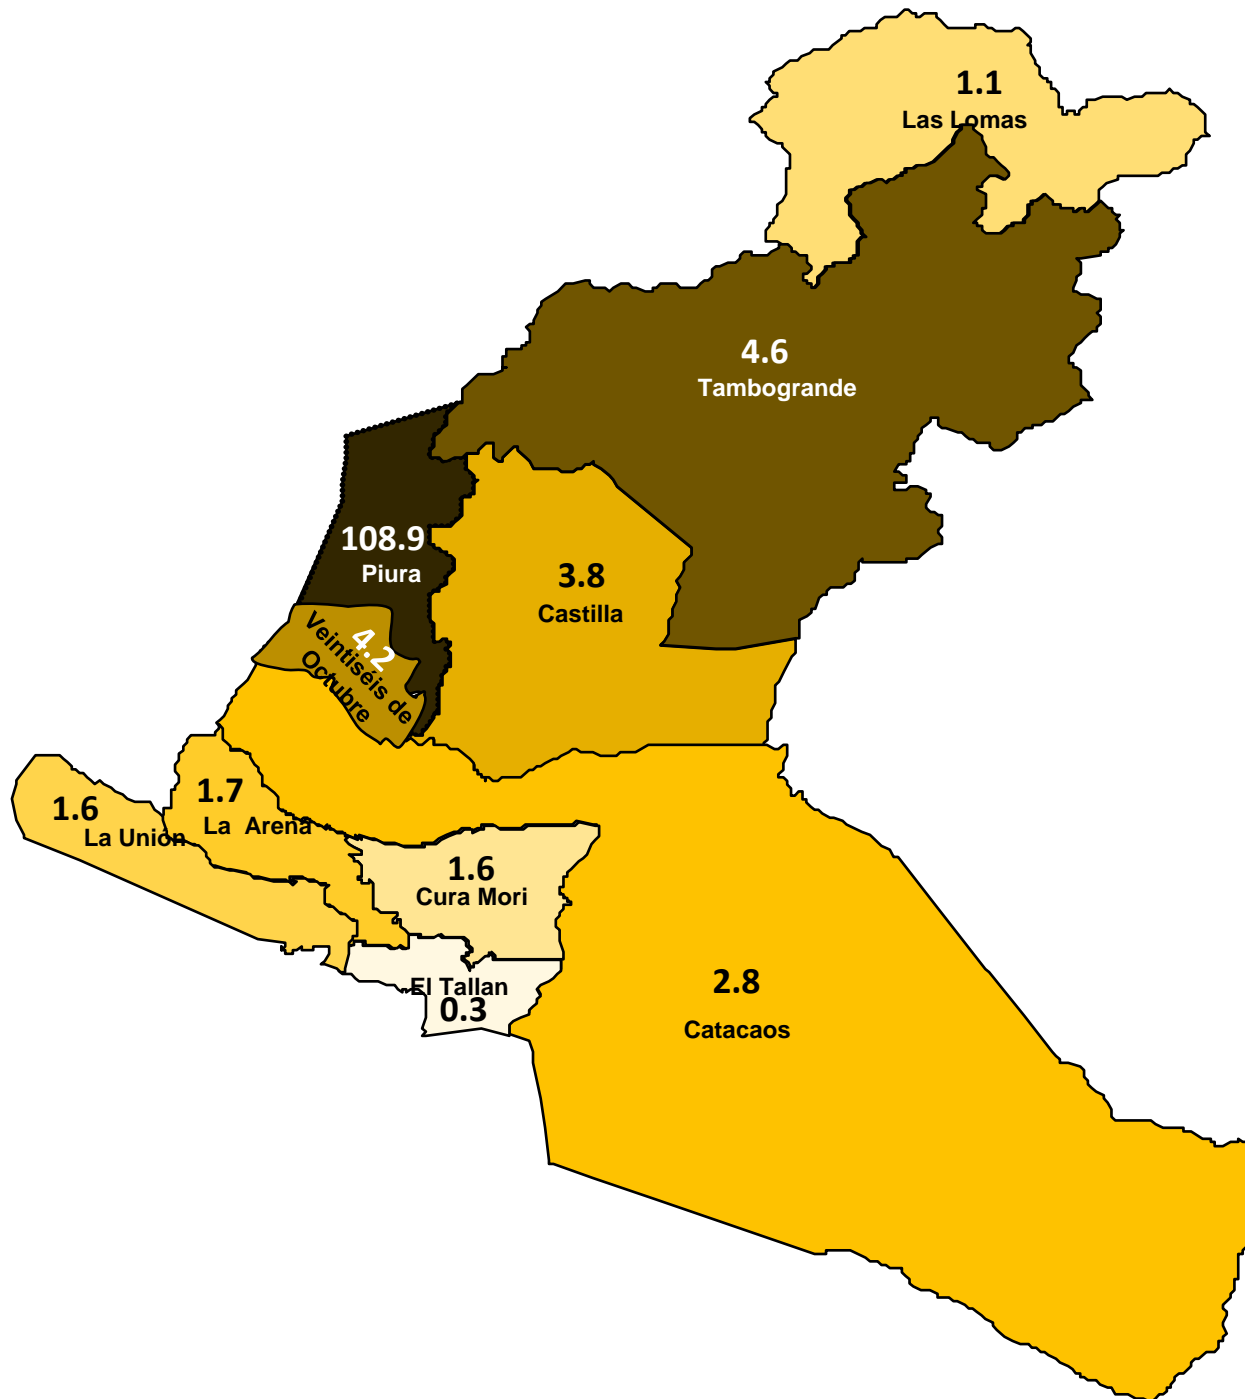 1.1
Las Lomas
4.6
Tambogrande
108.9
Piura
3.8
Castilla
4.2
Veintiséis de
Octubre
1.6
La Unión
1.7
La Arena
1.6
Cura Mori
El Tallan
0.3
2.8
Catacaos